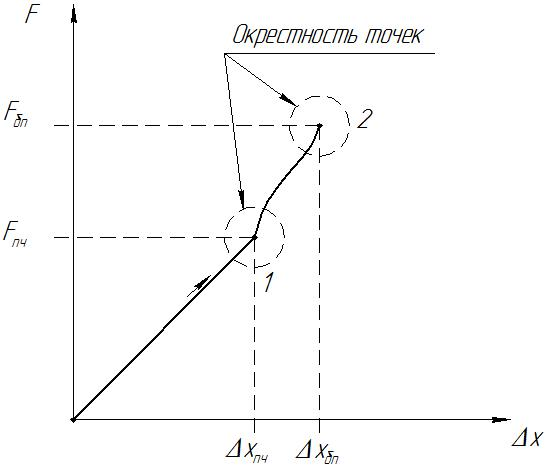 F
Окрестность точек
Fбп
2
Fпч
1
Δxпч
Δxбп
Δx